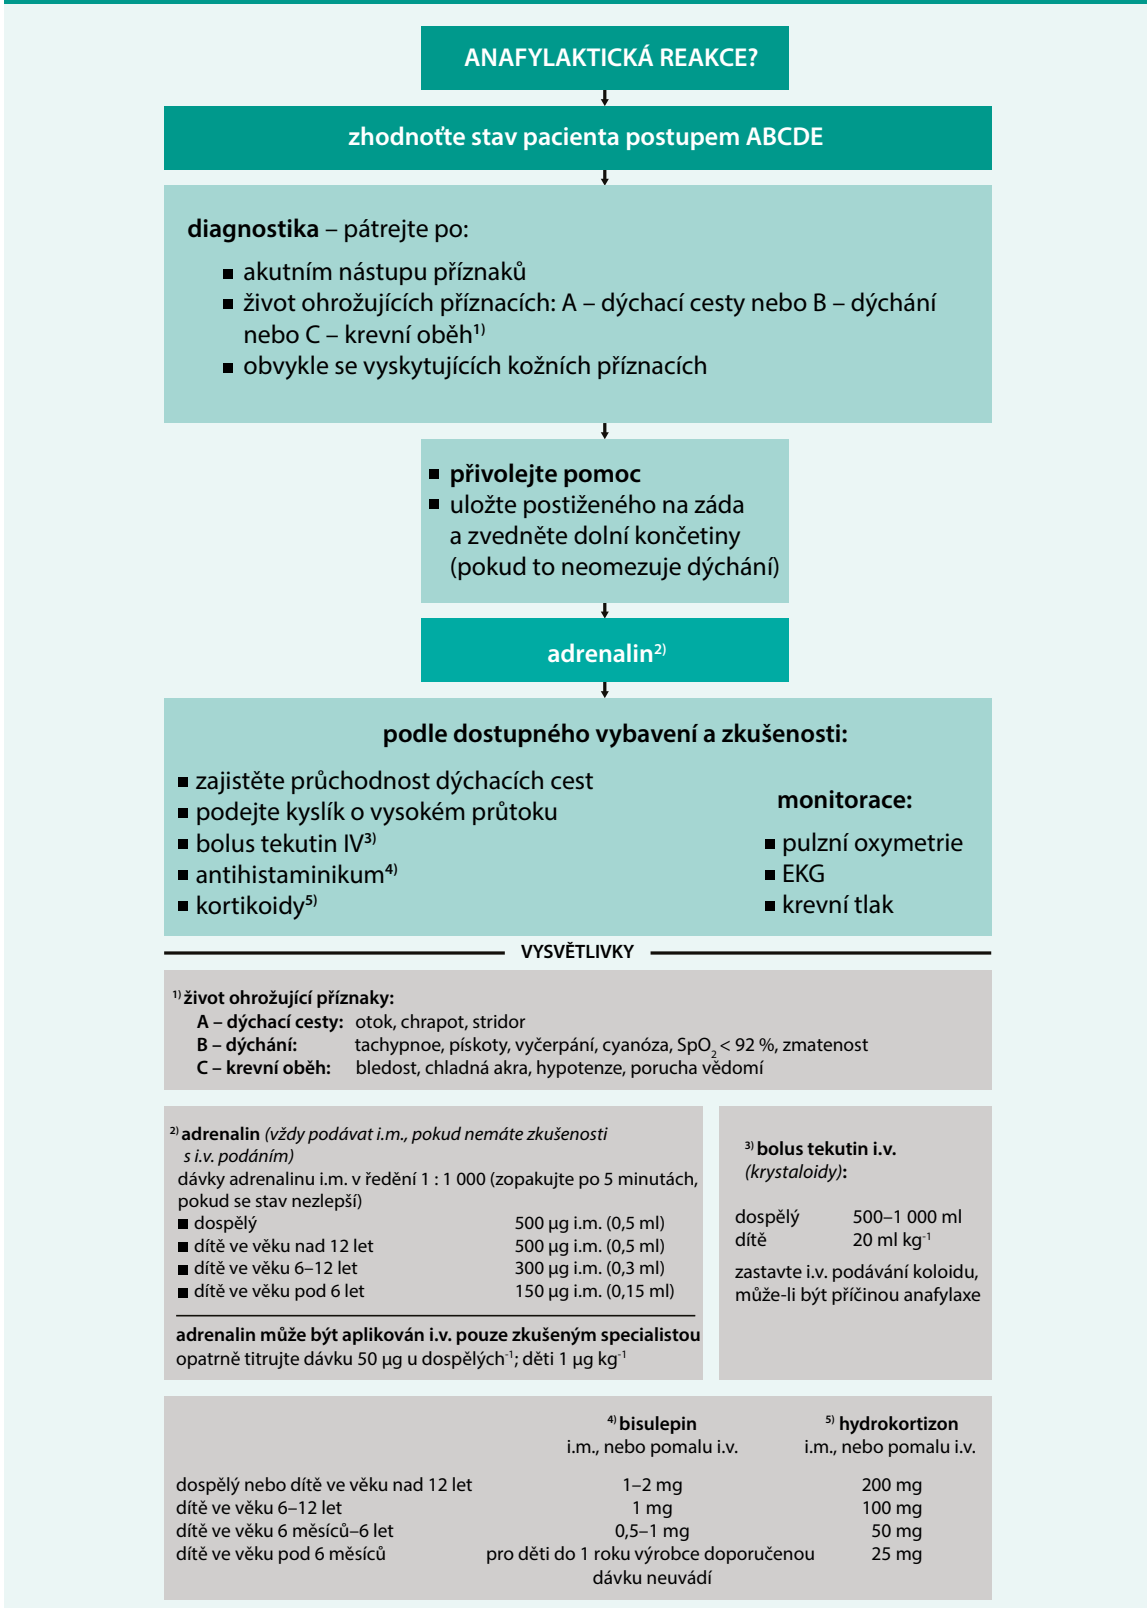 ANAFYLAKTICKÁ REAKCE?
zhodnoťte stav pacienta postupem ABCDE
diagnostika – pátrejte po:
■ akutním nástupu příznaků
■ život ohrožujících příznacích: A – dýchací cesty nebo B – dýchání
nebo C – krevní oběh¹⁾
■ obvykle se vyskytujících kožních příznacích
■ přivolejte pomoc
■ uložte postiženého na záda
a zvedněte dolní končetiny
(pokud to neomezuje dýchání)
adrenalin²⁾
podle dostupného vybavení a zkušenosti:
■ zajistěte průchodnost dýchacích cest
■ podejte kyslík o vysokém průtoku
■ bolus tekutin IV³⁾
■ antihistaminikum⁴⁾
■ kortikoidy⁵⁾
monitorace:
■ pulzní oxymetrie
■ EKG
■ krevní tlak
VYSVĚTLIVKY
¹⁾ život ohrožující příznaky:
A – dýchací cesty: otok, chrapot, stridor
B – dýchání: tachypnoe, pískoty, vyčerpání, cyanóza, SpO₂ < 92 %, zmatenost
C – krevní oběh: bledost, chladná akra, hypotenze, porucha vědomí
²⁾ adrenalin (vždy podávat i.m., pokud nemáte zkušenosti
s i.v. podáním)
dávky adrenalinu i.m. v ředění 1 : 1 000 (zopakujte po 5 minutách,
pokud se stav nezlepší)
■ dospělý 500 µg i.m. (0,5 ml)
■ dítě ve věku nad 12 let 500 µg i.m. (0,5 ml)
■ dítě ve věku 6–12 let 300 µg i.m. (0,3 ml)
■ dítě ve věku pod 6 let 150 µg i.m. (0,15 ml)
adrenalin může být aplikován i.v. pouze zkušeným specialistou
opatrně titrujte dávku 50 µg u dospělých⁻¹; děti 1 µg kg⁻¹
³⁾ bolus tekutin i.v.
(krystaloidy):
dospělý 500–1 000 ml
dítě 20 ml kg⁻¹
zastavte i.v. podávání koloidu,
může-li být příčinou anafylaxe
⁴⁾ bisulepin ⁵⁾ hydrokortizon
i.m., nebo pomalu i.v. i.m., nebo pomalu i.v.
dospělý nebo dítě ve věku nad 12 let 1–2 mg 200 mg
dítě ve věku 6–12 let 1 mg 100 mg
dítě ve věku 6 měsíců–6 let 0,5–1 mg 50 mg
dítě ve věku pod 6 měsíců pro děti do 1 roku výrobce doporučenou 25 mg
dávku neuvádí